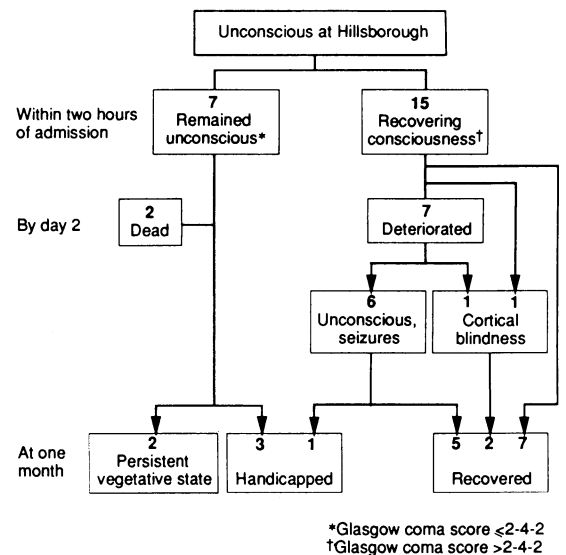 Unconscious at Hillsborough
Within two hours
of admission
7
Remained
unconscious*
15
Recovering
consciousness†
By day 2
2
Dead
7
Deteriorated
6
Unconscious,
seizures
1 1
Cortical
blindness
At one
month
2
Persistent
vegetative state
3 1
Handicapped
5 2 7
Recovered
*Glasgow coma score ⩽2-4-2
†Glasgow coma score >2-4-2